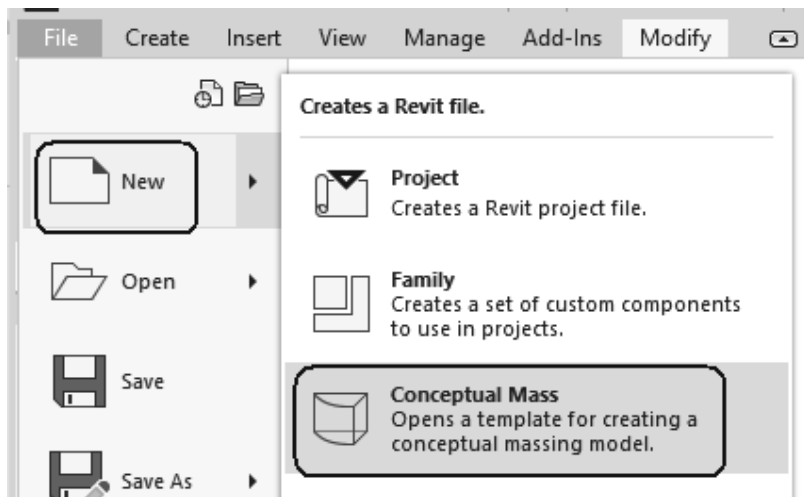 File Create Insert View Manage Add-Ins Modify
Creates a Revit file.
New
Project
Creates a Revit project file.
Open
Family
Creates a set of custom components
to use in projects.
Save
Conceptual Mass
Opens a template for creating a
conceptual massing model.
Save As